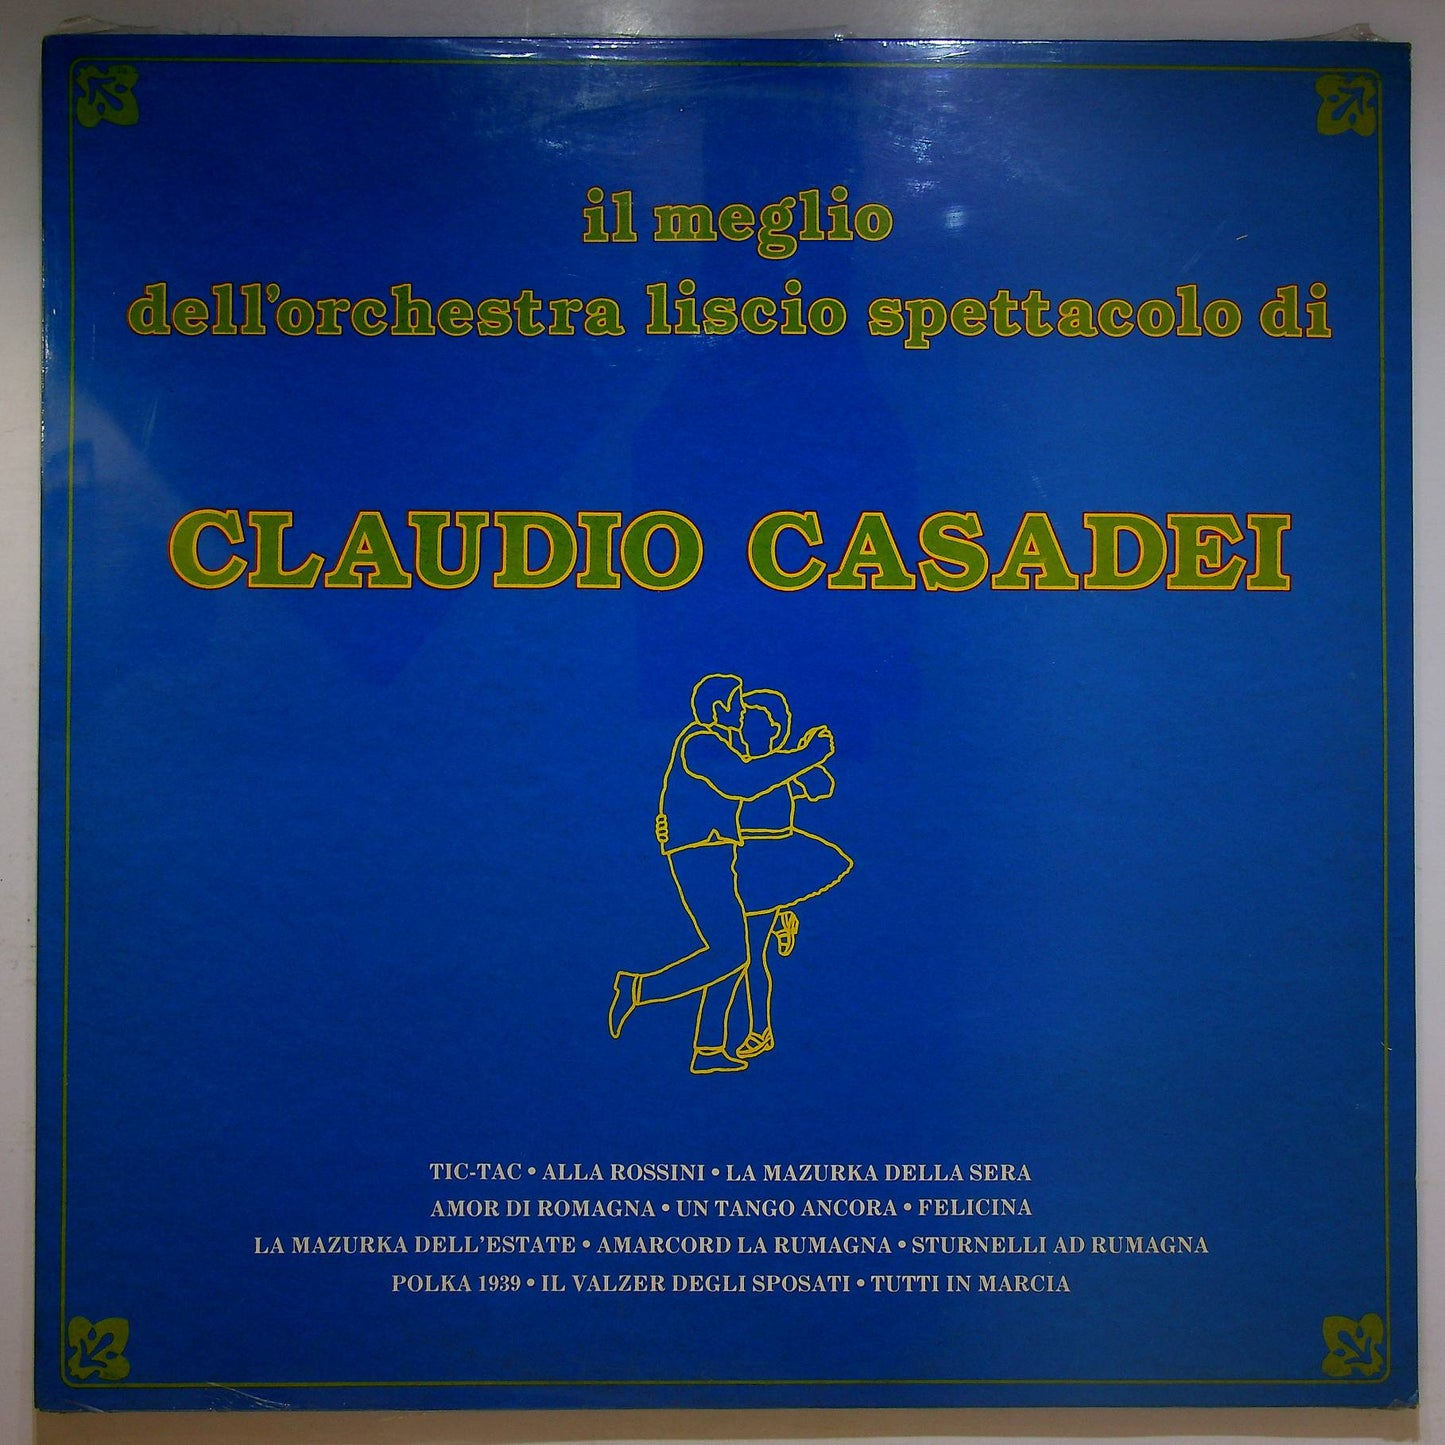 il meglio
dell'orchestra liscio spettacolo di
CLAUDIO CASADEI
TIC-TAC • ALLA ROSSINI • LA MAZURKA DELLA SERA
AMOR DI ROMAGNA • UN TANGO ANCORA • FELICINA
LA MAZURKA DELL'ESTATE • AMARCORD LA RUMAGNA • STURNELLI AD RUMAGNA
POLKA 1939 • IL VALZER DEGLI SPOSATI • TUTTI IN MARCIA